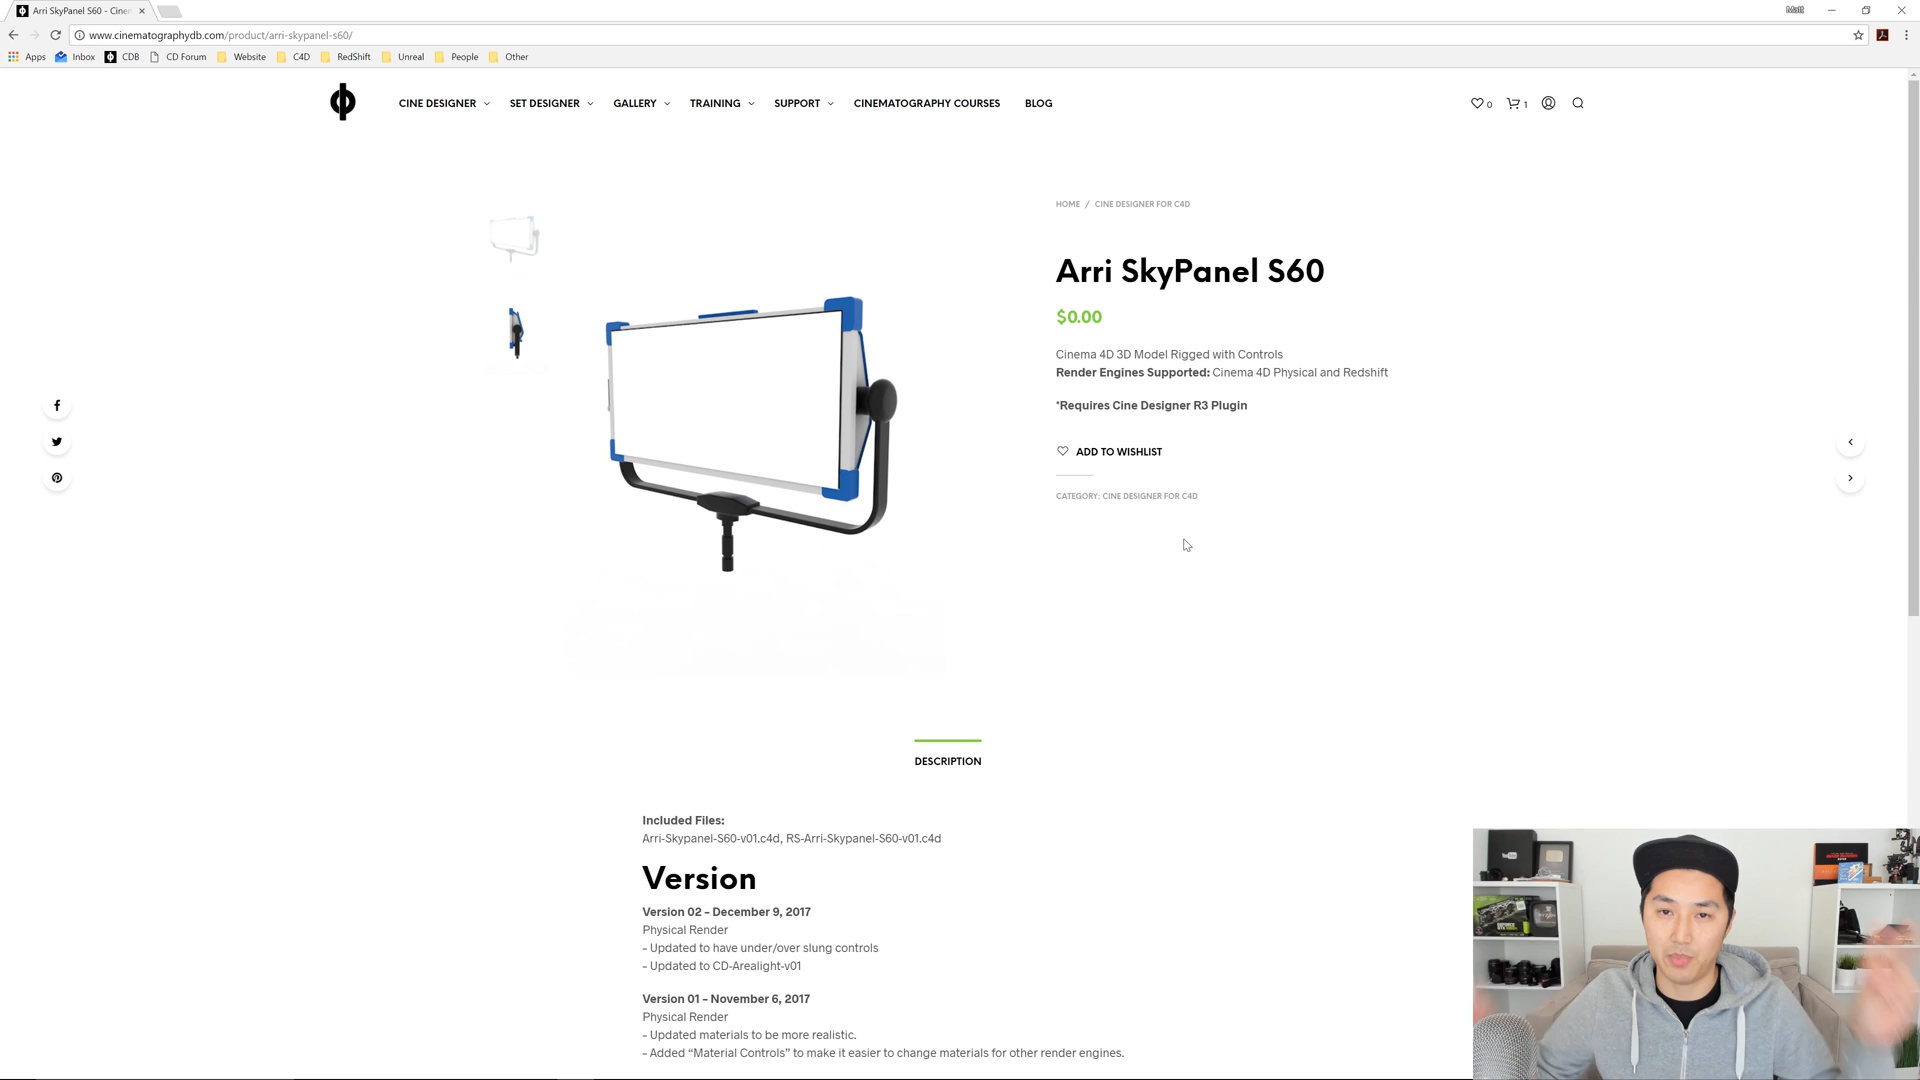 Arri SkyPanel S60 - Cine
Matt
www.cinematographydb.com/product/arri-skypanel-s60/
Apps Inbox CDB CD Forum Website C4D RedShift Unreal People Other
CINE DESIGNER SET DESIGNER GALLERY TRAINING SUPPORT CINEMATOGRAPHY COURSES BLOG 0 1
HOME / CINE DESIGNER FOR C4D
Arri SkyPanel S60
$0.00
Cinema 4D 3D Model Rigged with Controls
Render Engines Supported: Cinema 4D Physical and Redshift
*Requires Cine Designer R3 Plugin
ADD TO WISHLIST
CATEGORY: CINE DESIGNER FOR C4D
DESCRIPTION
Included Files:
Arri-Skypanel-S60-v01.c4d, RS-Arri-Skypanel-S60-v01.c4d
Version
Version 02 – December 9, 2017
Physical Render
– Updated to have under/over slung controls
– Updated to CD-Arealight-v01
Version 01 – November 6, 2017
Physical Render
– Updated materials to be more realistic.
– Added “Material Controls” to make it easier to change materials for other render engines.
YouTube